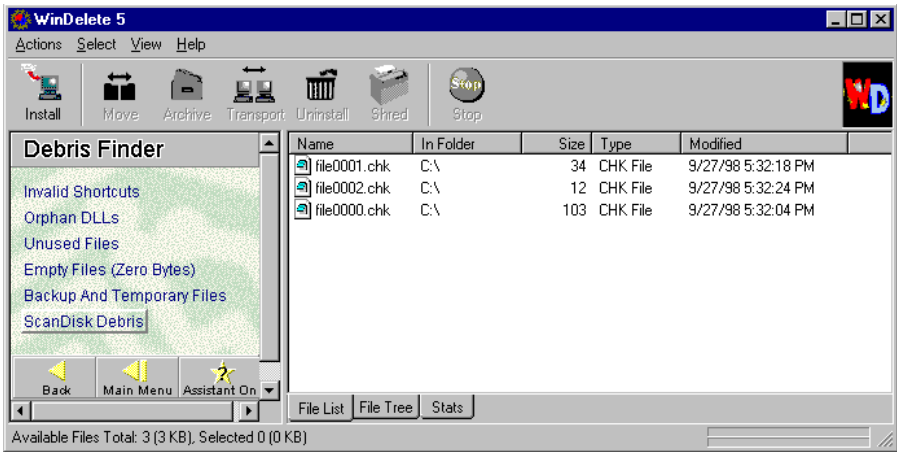 WinDelete 5
Actions Select View Help
Install Move Archive Transport Uninstall Shred Stop
Stop
WD
Debris Finder
Invalid Shortcuts
Orphan DLLs
Unused Files
Empty Files (Zero Bytes)
Backup And Temporary Files
ScanDisk Debris
Back Main Menu Assistant On
Name In Folder Size Type Modified
file0001.chk C:\ 34 CHK File 9/27/98 5:32:18 PM
file0002.chk C:\ 12 CHK File 9/27/98 5:32:24 PM
file0000.chk C:\ 103 CHK File 9/27/98 5:32:04 PM
File List File Tree Stats
Available Files Total: 3 (3 KB), Selected 0 (0 KB)